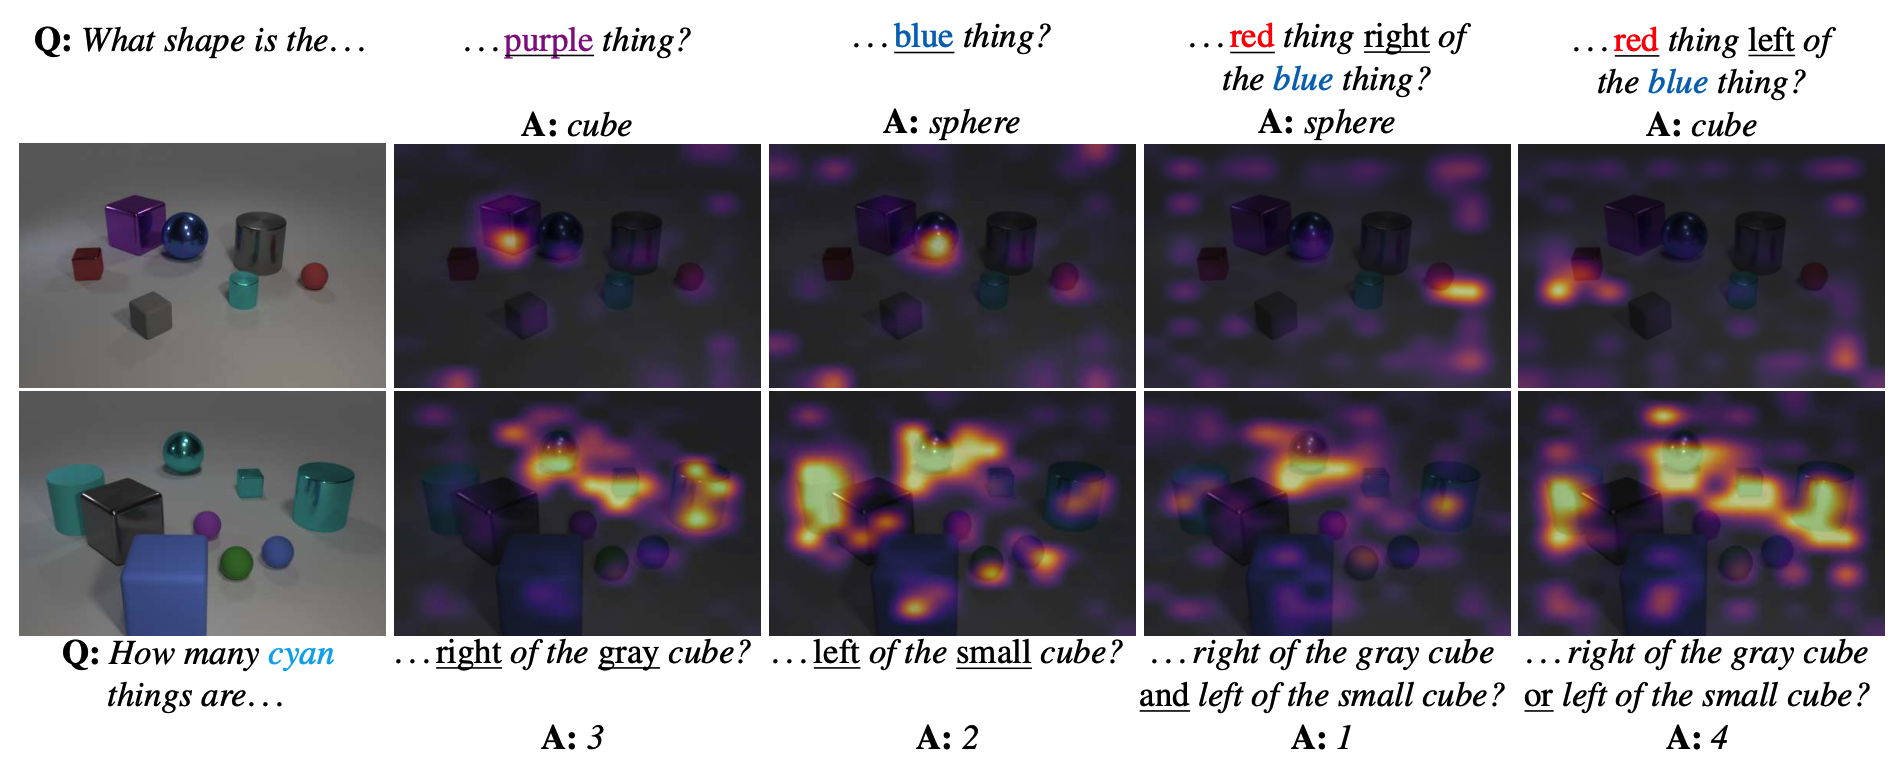 Q: What shape is the…
…purple thing?
A: cube
…blue thing?
A: sphere
…red thing right of
the blue thing?
A: sphere
…red thing left of
the blue thing?
A: cube
Q: How many cyan
things are…
…right of the gray cube?
A: 3
…left of the small cube?
A: 2
…right of the gray cube
and left of the small cube?
A: 1
…right of the gray cube
or left of the small cube?
A: 4